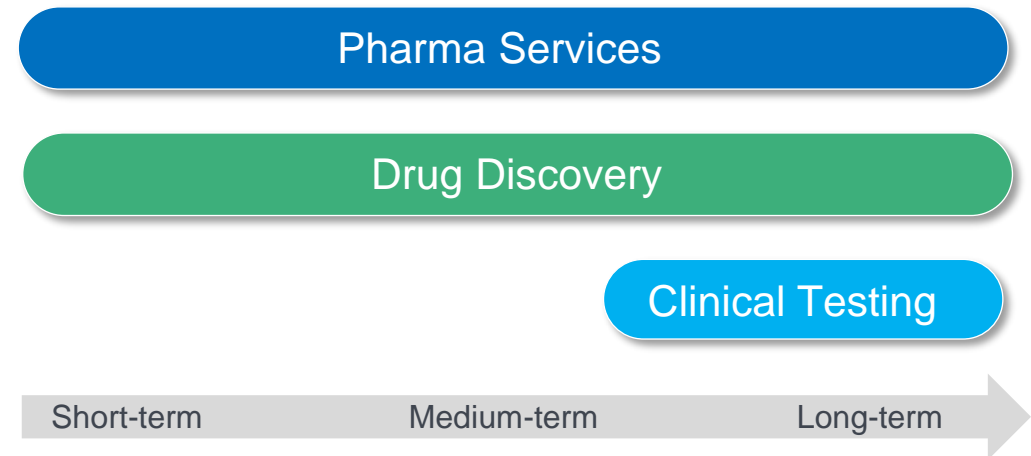 Pharma Services
Drug Discovery
Clinical Testing
Short-term Medium-term Long-term